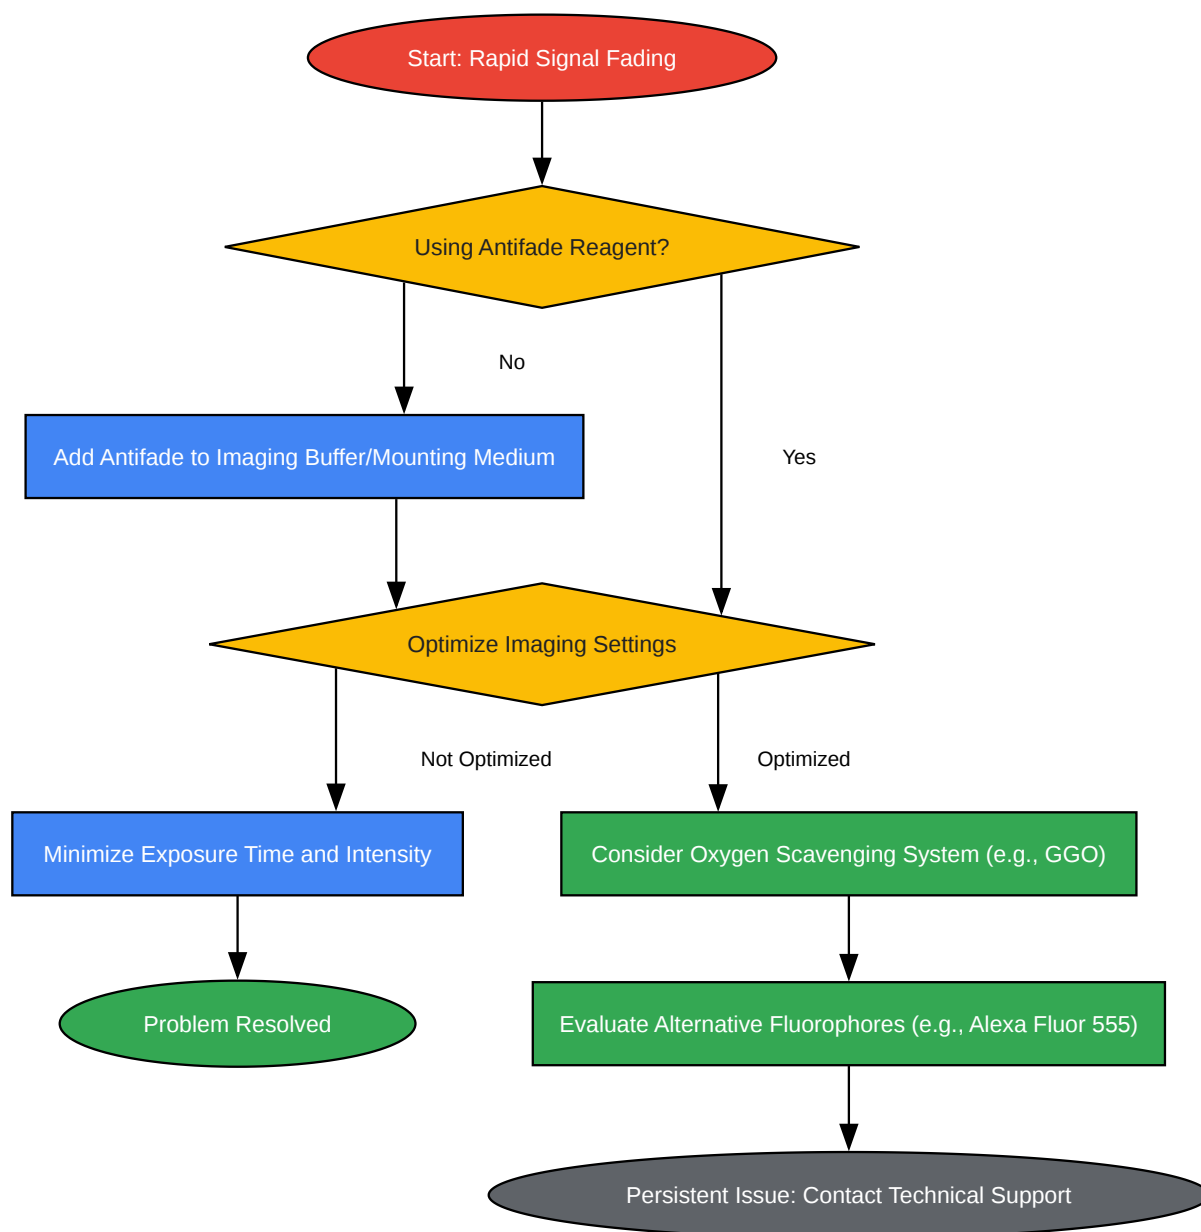 Start: Rapid Signal Fading
Using Antifade Reagent?
No
Add Antifade to Imaging Buffer/Mounting Medium
Yes
Optimize Imaging Settings
Not Optimized
Optimized
Minimize Exposure Time and Intensity
Consider Oxygen Scavenging System (e.g., GGO)
Problem Resolved
Evaluate Alternative Fluorophores (e.g., Alexa Fluor 555)
Persistent Issue: Contact Technical Support